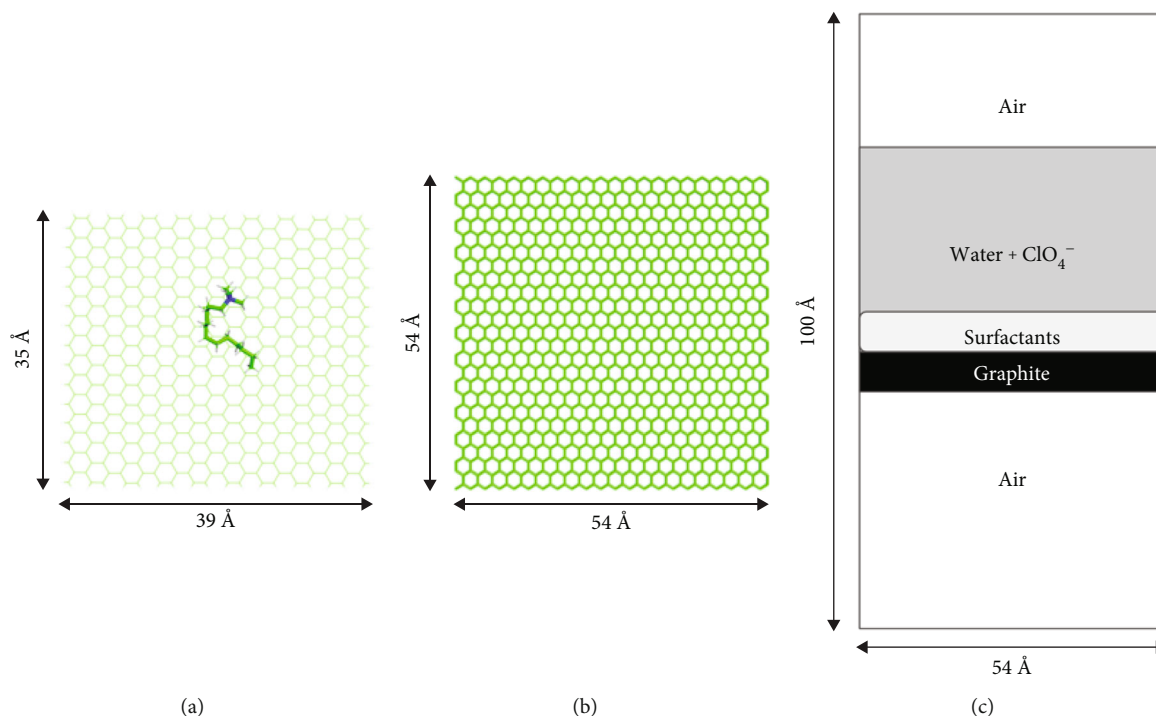 35 Å
39 Å
(a)
54 Å
54 Å
(b)
100 Å
Air
Water + ClO₄⁻
Surfactants
Graphite
Air
54 Å
(c)